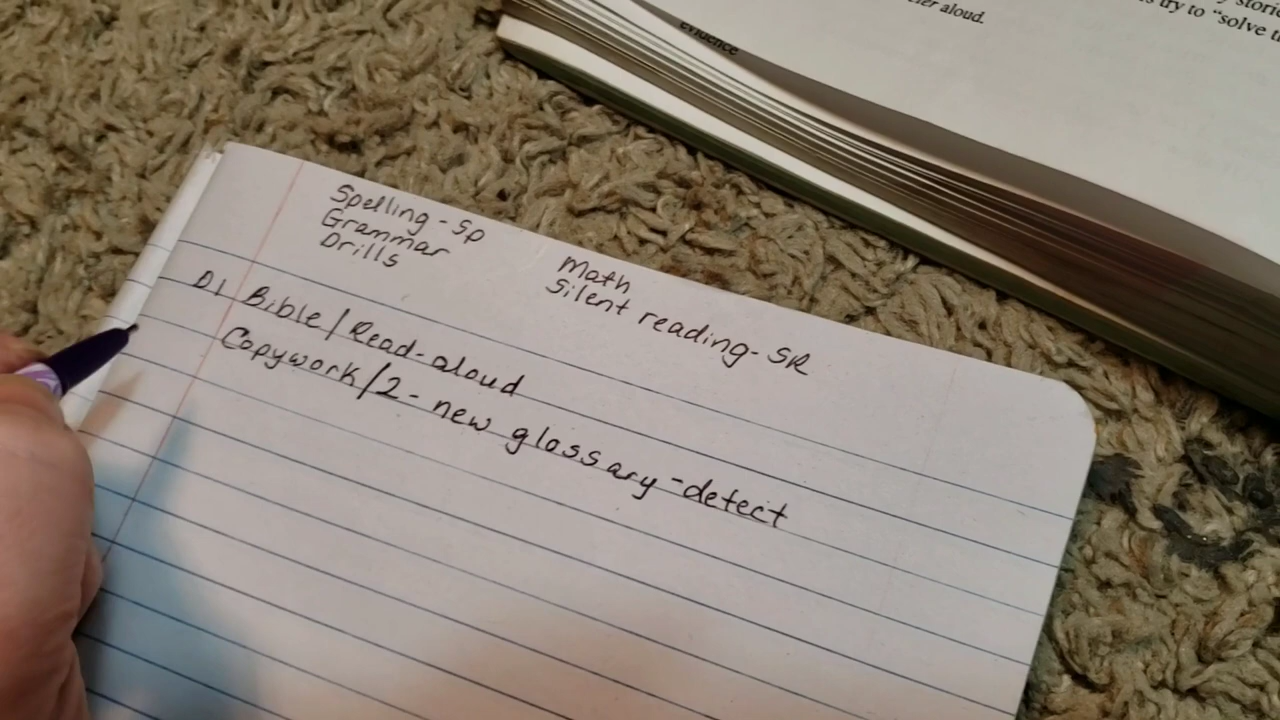 Spelling - Sp
Grammar
Drills
Math
Silent reading - SR
D1 Bible / Read-aloud
Copywork / 2 - new glossary - detect
evidence
aloud.
storie
try to "solve t